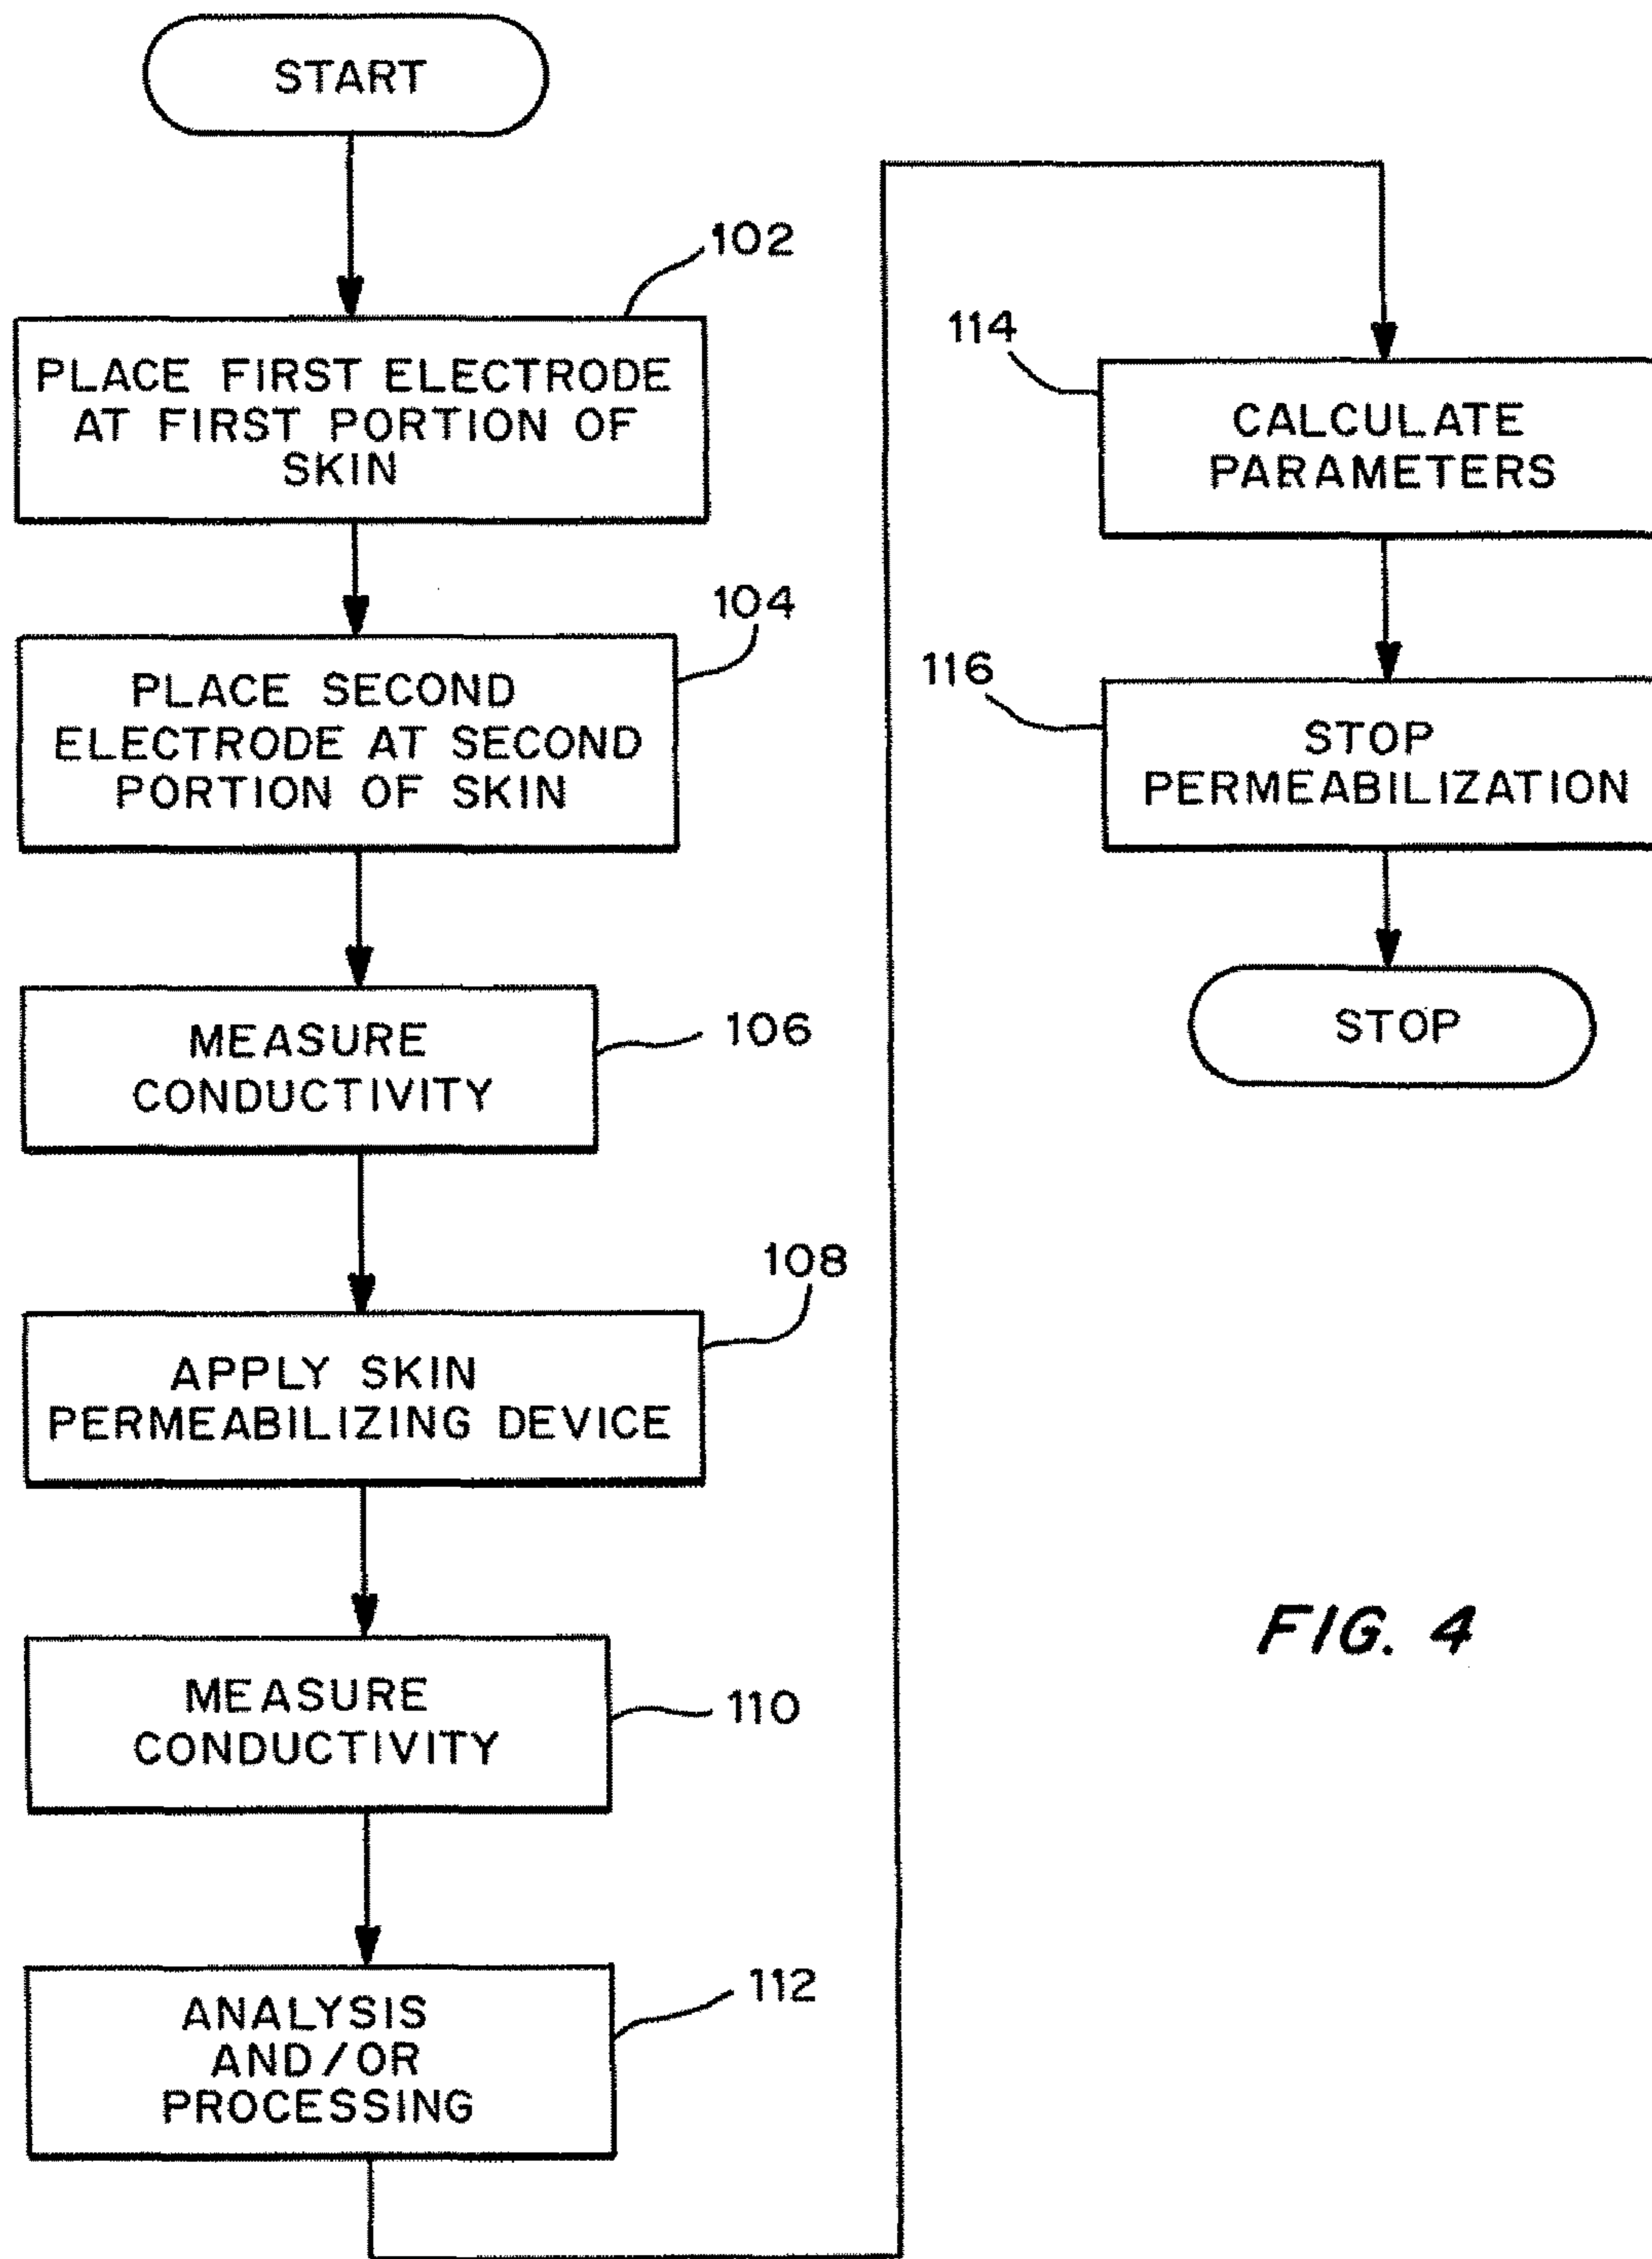 START
102
PLACE FIRST ELECTRODE
AT FIRST PORTION OF
SKIN
104
PLACE SECOND
ELECTRODE AT SECOND
PORTION OF SKIN
MEASURE
CONDUCTIVITY
106
108
APPLY SKIN
PERMEABILIZING DEVICE
MEASURE
CONDUCTIVITY
110
ANALYSIS
AND/OR
PROCESSING
112
114
CALCULATE
PARAMETERS
116
STOP
PERMEABILIZATION
STOP
FIG. 4